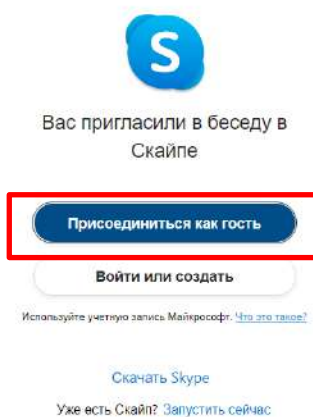 S
Вас пригласили в беседу в
Скайпе
Присоединиться как гость
Войти или создать
Используйте учетную запись Майкрософт. Что это такое?
Скачать Skype
Уже есть Скайп? Запустить сейчас